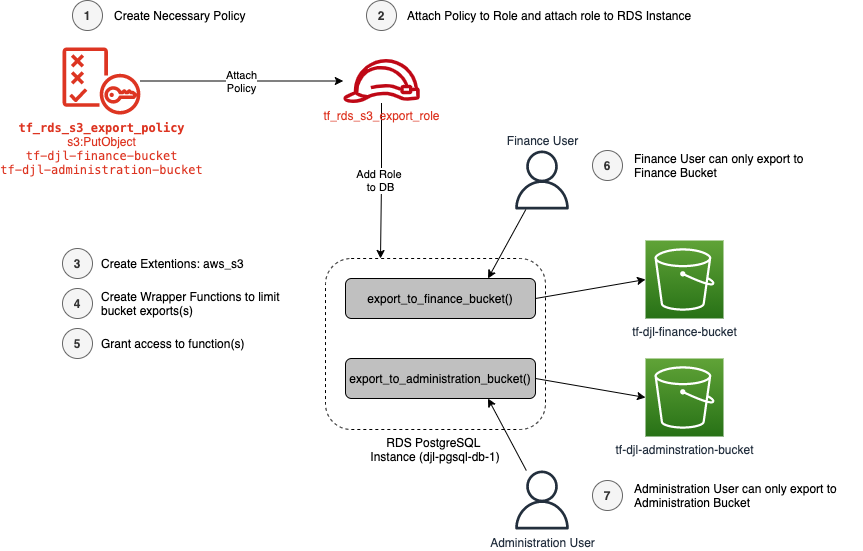 1 Create Necessary Policy
2 Attach Policy to Role and attach role to RDS Instance
Attach
Policy
tf_rds_s3_export_policy
s3:PutObject
tf-djl-finance-bucket
tf-djl-administration-bucket
tf_rds_s3_export_role
Finance User
6 Finance User can only export to
Finance Bucket
Add Role
to DB
3 Create Extentions: aws_s3
4 Create Wrapper Functions to limit
bucket exports(s)
5 Grant access to function(s)
export_to_finance_bucket()
tf-djl-finance-bucket
export_to_administration_bucket()
tf-djl-adminstration-bucket
RDS PostgreSQL
Instance (djl-pgsql-db-1)
7 Administration User can only export to
Administration Bucket
Administration User